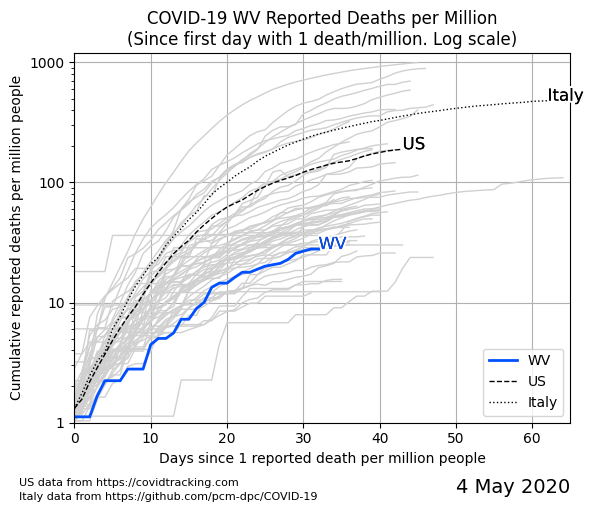 COVID-19 WV Reported Deaths per Million
(Since first day with 1 death/million. Log scale)
Cumulative reported deaths per million people
1000
100
10
1
Italy
US
WV
WV
US
Italy
0 10 20 30 40 50 60
Days since 1 reported death per million people
US data from https://covidtracking.com
Italy data from https://github.com/pcm-dpc/COVID-19
4 May 2020